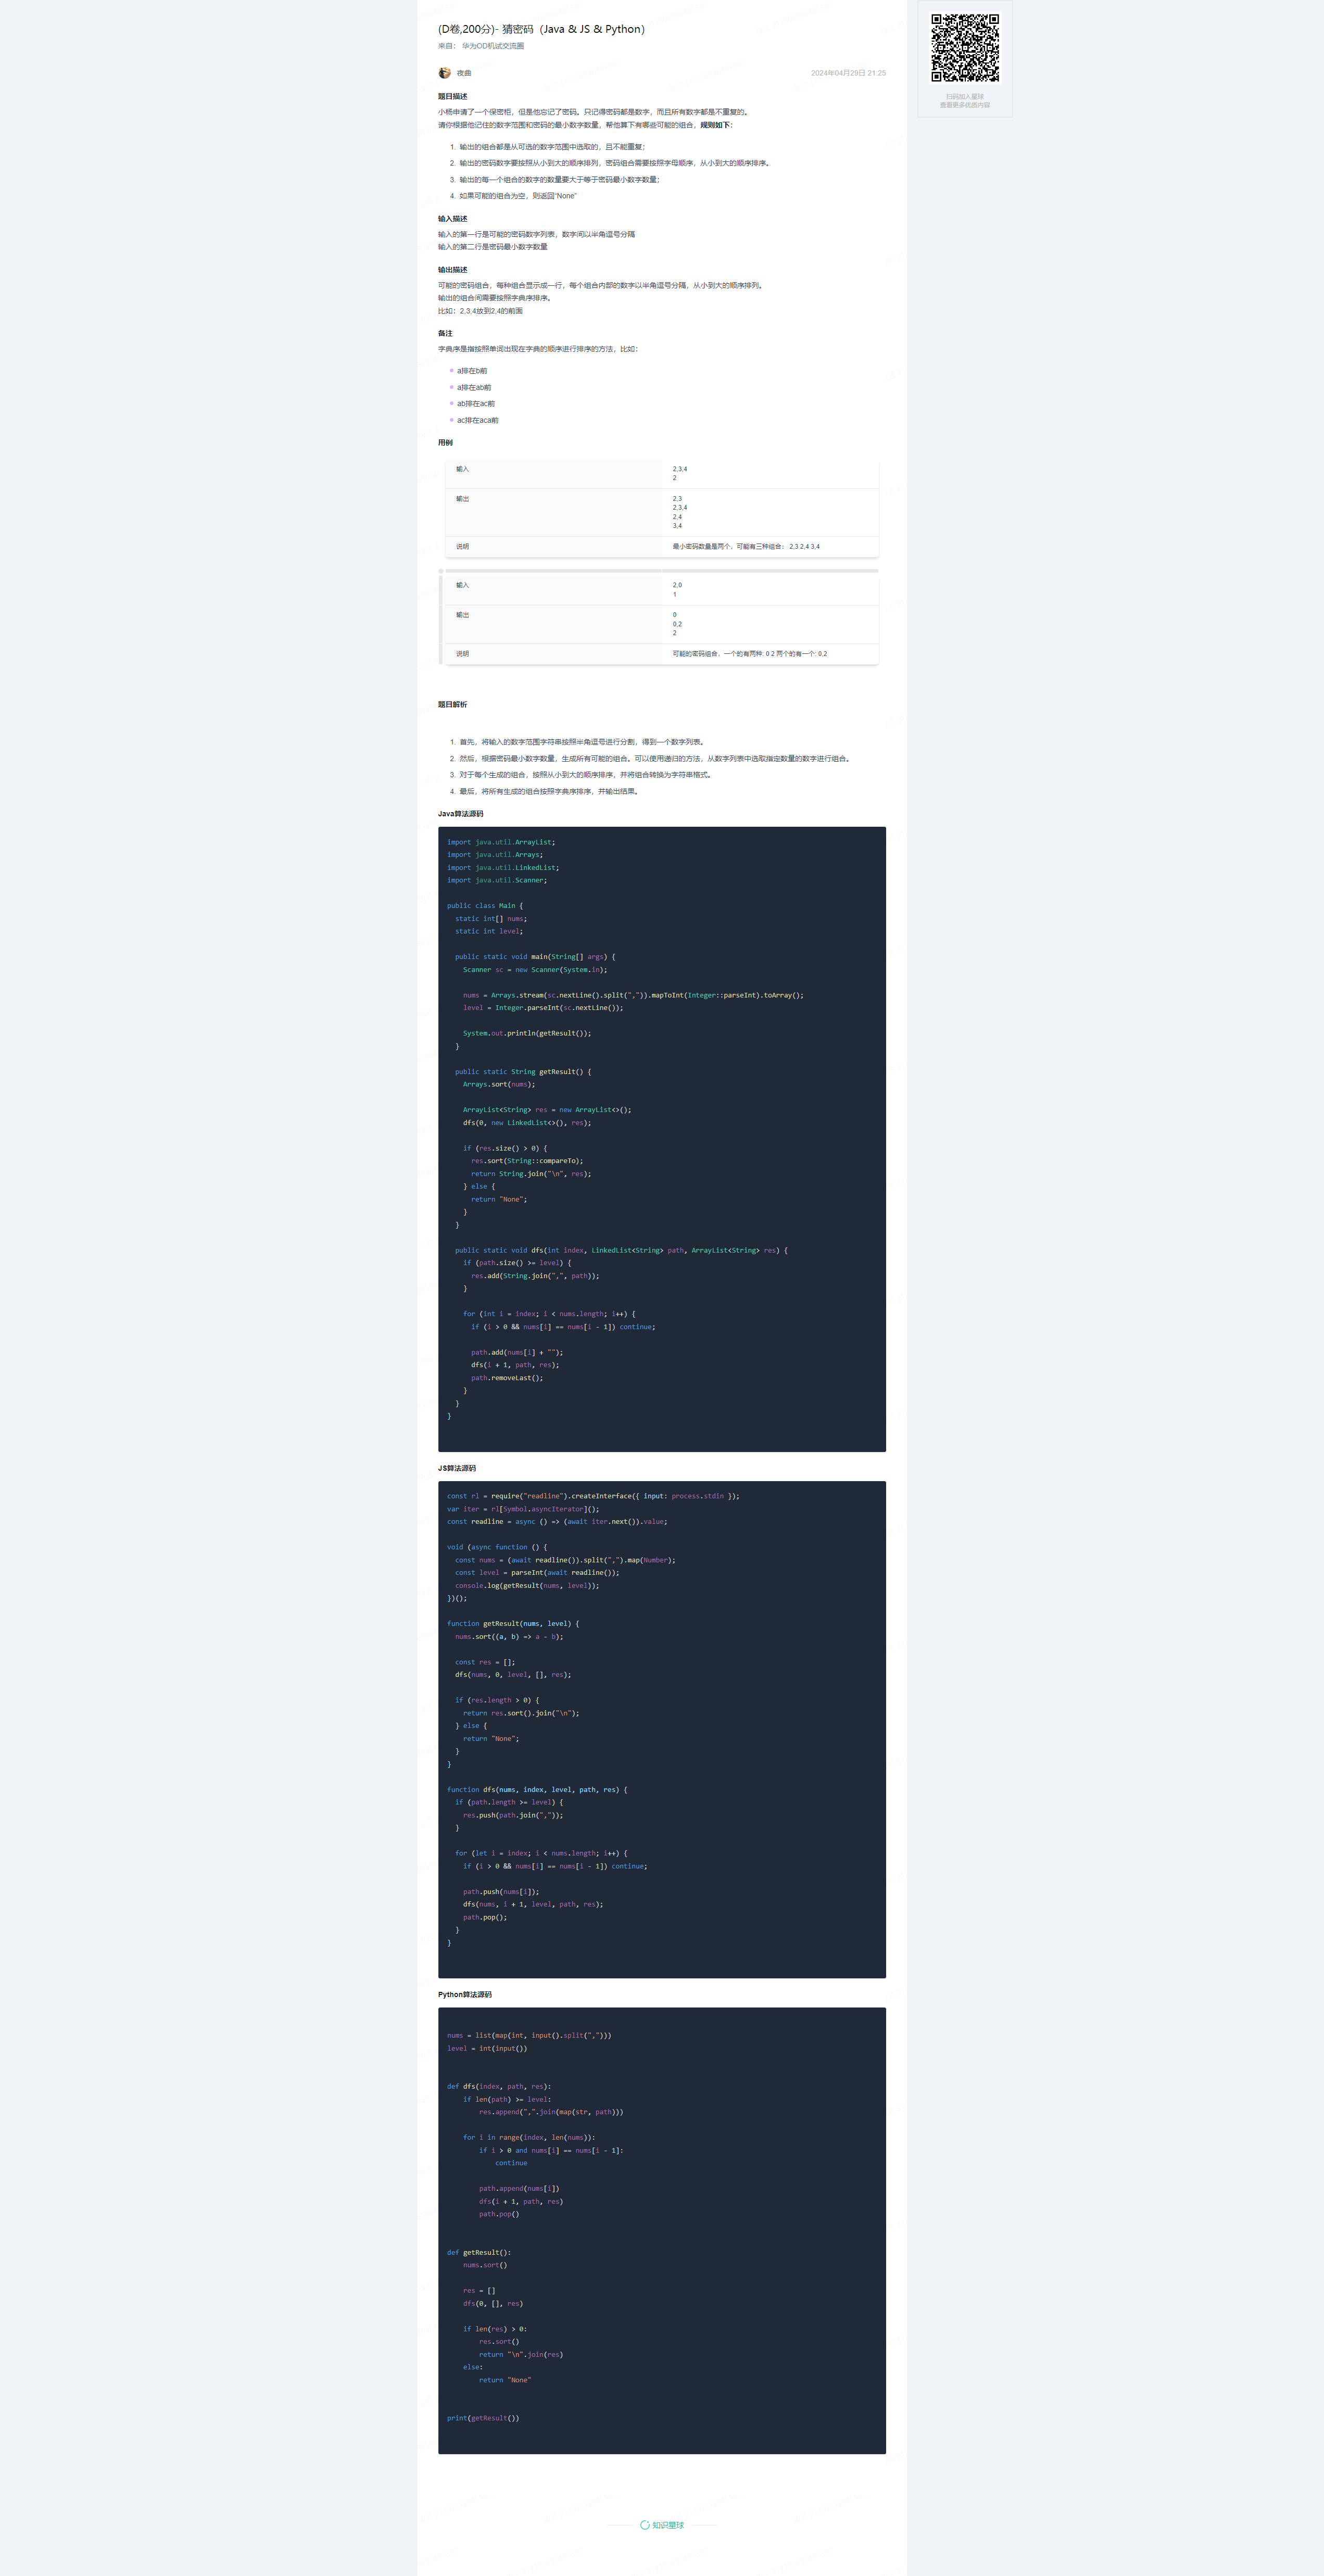 (D卷,200分)- 猜密码（Java & JS & Python）
来自： 华为OD机试交流圈
夜曲
2024年04月29日 21:25
扫码加入星球
查看更多优质内容
题目描述
小杨申请了一个保密柜，但是他忘记了密码。只记得密码都是数字，而且所有数字都是不重复的。
请你根据他记住的数字范围和密码的最小数字数量，帮他算下有哪些可能的组合，规则如下：
1. 输出的组合都是从可选的数字范围中选取的，且不能重复；
2. 输出的密码数字要按照从小到大的顺序排列，密码组合需要按照字母顺序，从小到大的顺序排序。
3. 输出的每一个组合的数字的数量要大于等于密码最小数字数量；
4. 如果可能的组合为空，则返回“None”
输入描述
输入的第一行是可能的密码数字列表，数字间以半角逗号分隔
输入的第二行是密码最小数字数量
输出描述
可能的密码组合，每种组合显示成一行，每个组合内部的数字以半角逗号分隔，从小到大的顺序排列。
输出的组合间需要按照字典序排序。
比如：2,3,4放到2,4的前面
备注
字典序是指按照单词出现在字典的顺序进行排序的方法，比如：
a排在b前
a排在ab前
ab排在ac前
ac排在aca前
用例
输入
2,3,4
2
输出
2,3
2,3,4
2,4
3,4
说明
最小密码数量是两个，可能有三种组合： 2,3 2,4 3,4
输入
2,0
1
输出
0
0,2
2
说明
可能的密码组合，一个的有两种: 0 2 两个的有一个: 0,2
题目解析
1. 首先，将输入的数字范围字符串按照半角逗号进行分割，得到一个数字列表。
2. 然后，根据密码最小数字数量，生成所有可能的组合。可以使用递归的方法，从数字列表中选取指定数量的数字进行组合。
3. 对于每个生成的组合，按照从小到大的顺序排序，并将组合转换为字符串格式。
4. 最后，将所有生成的组合按照字典序排序，并输出结果。
Java算法源码
import java.util.ArrayList;
import java.util.Arrays;
import java.util.LinkedList;
import java.util.Scanner;
public class Main {
static int[] nums;
static int level;
public static void main(String[] args) {
Scanner sc = new Scanner(System.in);
nums = Arrays.stream(sc.nextLine().split(",")).mapToInt(Integer::parseInt).toArray();
level = Integer.parseInt(sc.nextLine());
System.out.println(getResult());
}
public static String getResult() {
Arrays.sort(nums);
ArrayList<String> res = new ArrayList<>();
dfs(0, new LinkedList<>(), res);
if (res.size() > 0) {
res.sort(String::compareTo);
return String.join("\n", res);
} else {
return "None";
}
}
public static void dfs(int index, LinkedList<String> path, ArrayList<String> res) {
if (path.size() >= level) {
res.add(String.join(",", path));
}
for (int i = index; i < nums.length; i++) {
if (i > 0 && nums[i] == nums[i - 1]) continue;
path.add(nums[i] + "");
dfs(i + 1, path, res);
path.removeLast();
}
}
}
JS算法源码
const rl = require("readline").createInterface({ input: process.stdin });
var iter = rl[Symbol.asyncIterator]();
const readline = async () => (await iter.next()).value;
void (async function () {
const nums = (await readline()).split(",").map(Number);
const level = parseInt(await readline());
console.log(getResult(nums, level));
})();
function getResult(nums, level) {
nums.sort((a, b) => a - b);
const res = [];
dfs(nums, 0, level, [], res);
if (res.length > 0) {
return res.sort().join("\n");
} else {
return "None";
}
}
function dfs(nums, index, level, path, res) {
if (path.length >= level) {
res.push(path.join(","));
}
for (let i = index; i < nums.length; i++) {
if (i > 0 && nums[i] == nums[i - 1]) continue;
path.push(nums[i]);
dfs(nums, i + 1, level, path, res);
path.pop();
}
}
Python算法源码
nums = list(map(int, input().split(",")))
level = int(input())
def dfs(index, path, res):
if len(path) >= level:
res.append(",".join(map(str, path)))
for i in range(index, len(nums)):
if i > 0 and nums[i] == nums[i - 1]:
continue
path.append(nums[i])
dfs(i + 1, path, res)
path.pop()
def getResult():
nums.sort()
res = []
dfs(0, [], res)
if len(res) > 0:
res.sort()
return "\n".join(res)
else:
return "None"
print(getResult())
知识星球